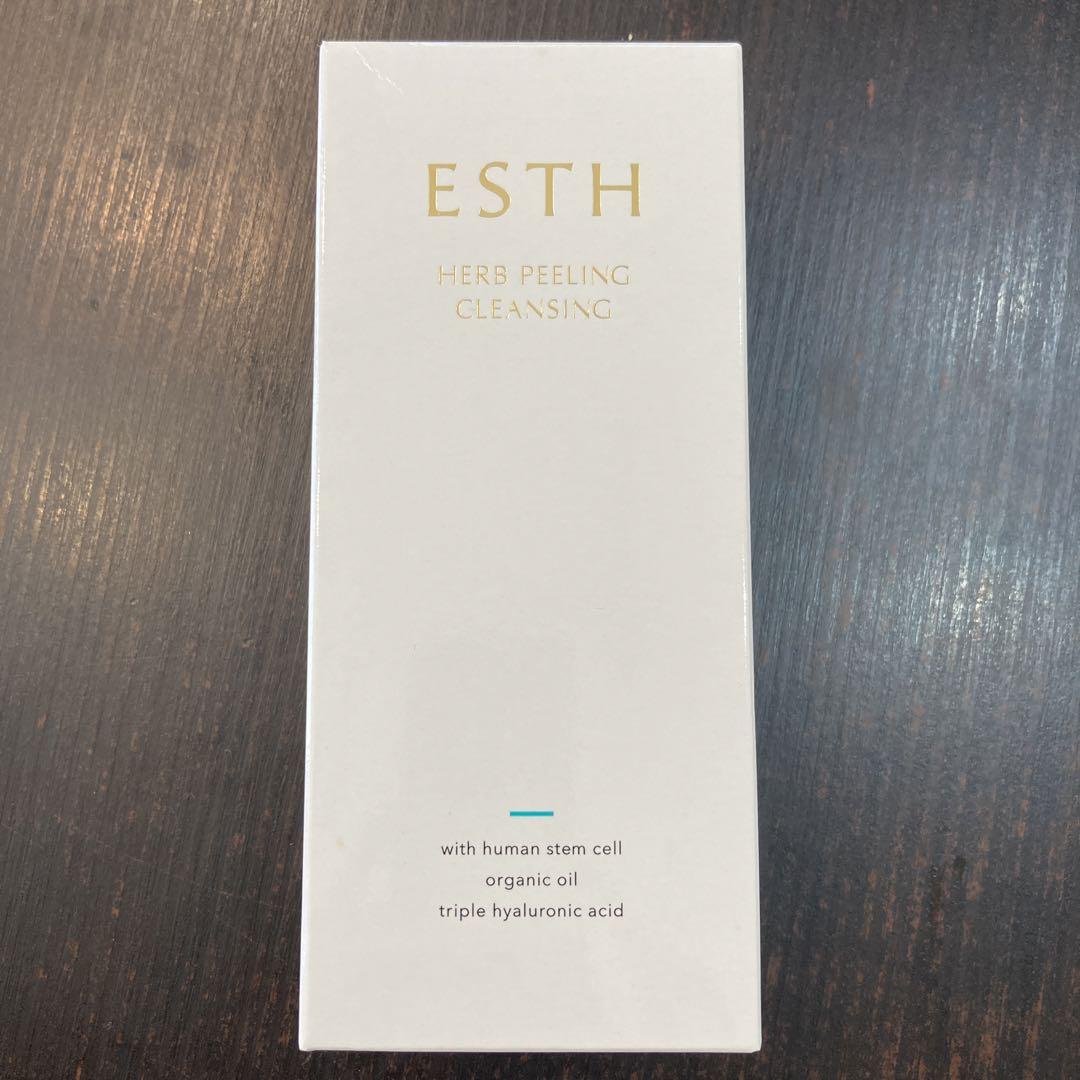 ESTH
HERB PEELING
CLEANSING
with human stem cell
organic oil
triple hyaluronic acid